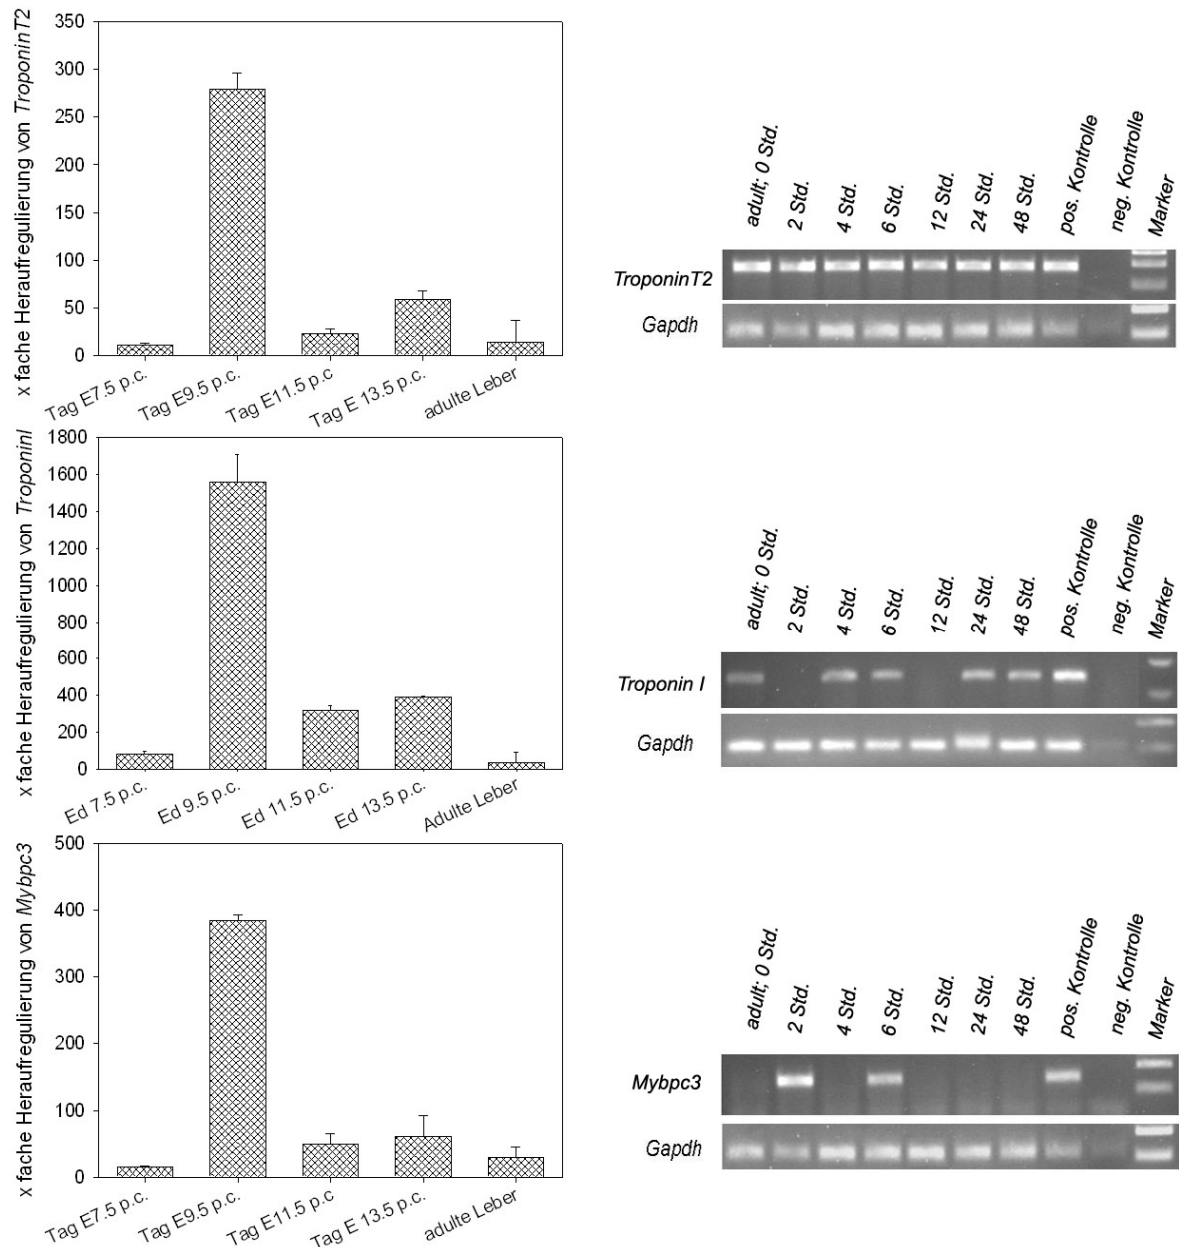 x fache Heraufregulierung von TroponinT2
350
300
250
200
150
100
50
0
Tag E7.5 p.c.
Tag E9.5 p.c.
Tag E11.5 p.c
Tag E 13.5 p.c.
adulte Leber
adult; 0 Std.
2 Std.
4 Std.
6 Std.
12 Std.
24 Std.
48 Std.
pos. Kontrolle
neg. Kontrolle
Marker
TroponinT2
Gapdh
x fache Heraufregulierung von TroponinI
1800
1600
1400
1200
1000
800
600
400
200
0
Ed 7.5 p.c.
Ed 9.5 p.c.
Ed 11.5 p.c.
Ed 13.5 p.c.
Adulte Leber
adult; 0 Std.
2 Std.
4 Std.
6 Std.
12 Std.
24 Std.
48 Std.
pos. Kontrolle
neg. Kontrolle
Marker
Troponin I
Gapdh
x fache Heraufregulierung von Mybpc3
500
400
300
200
100
0
Tag E7.5 p.c.
Tag E9.5 p.c.
Tag E11.5 p.c
Tag E 13.5 p.c.
adulte Leber
adult; 0 Std.
2 Std.
4 Std.
6 Std.
12 Std.
24 Std.
48 Std.
pos. Kontrolle
neg. Kontrolle
Marker
Mybpc3
Gapdh